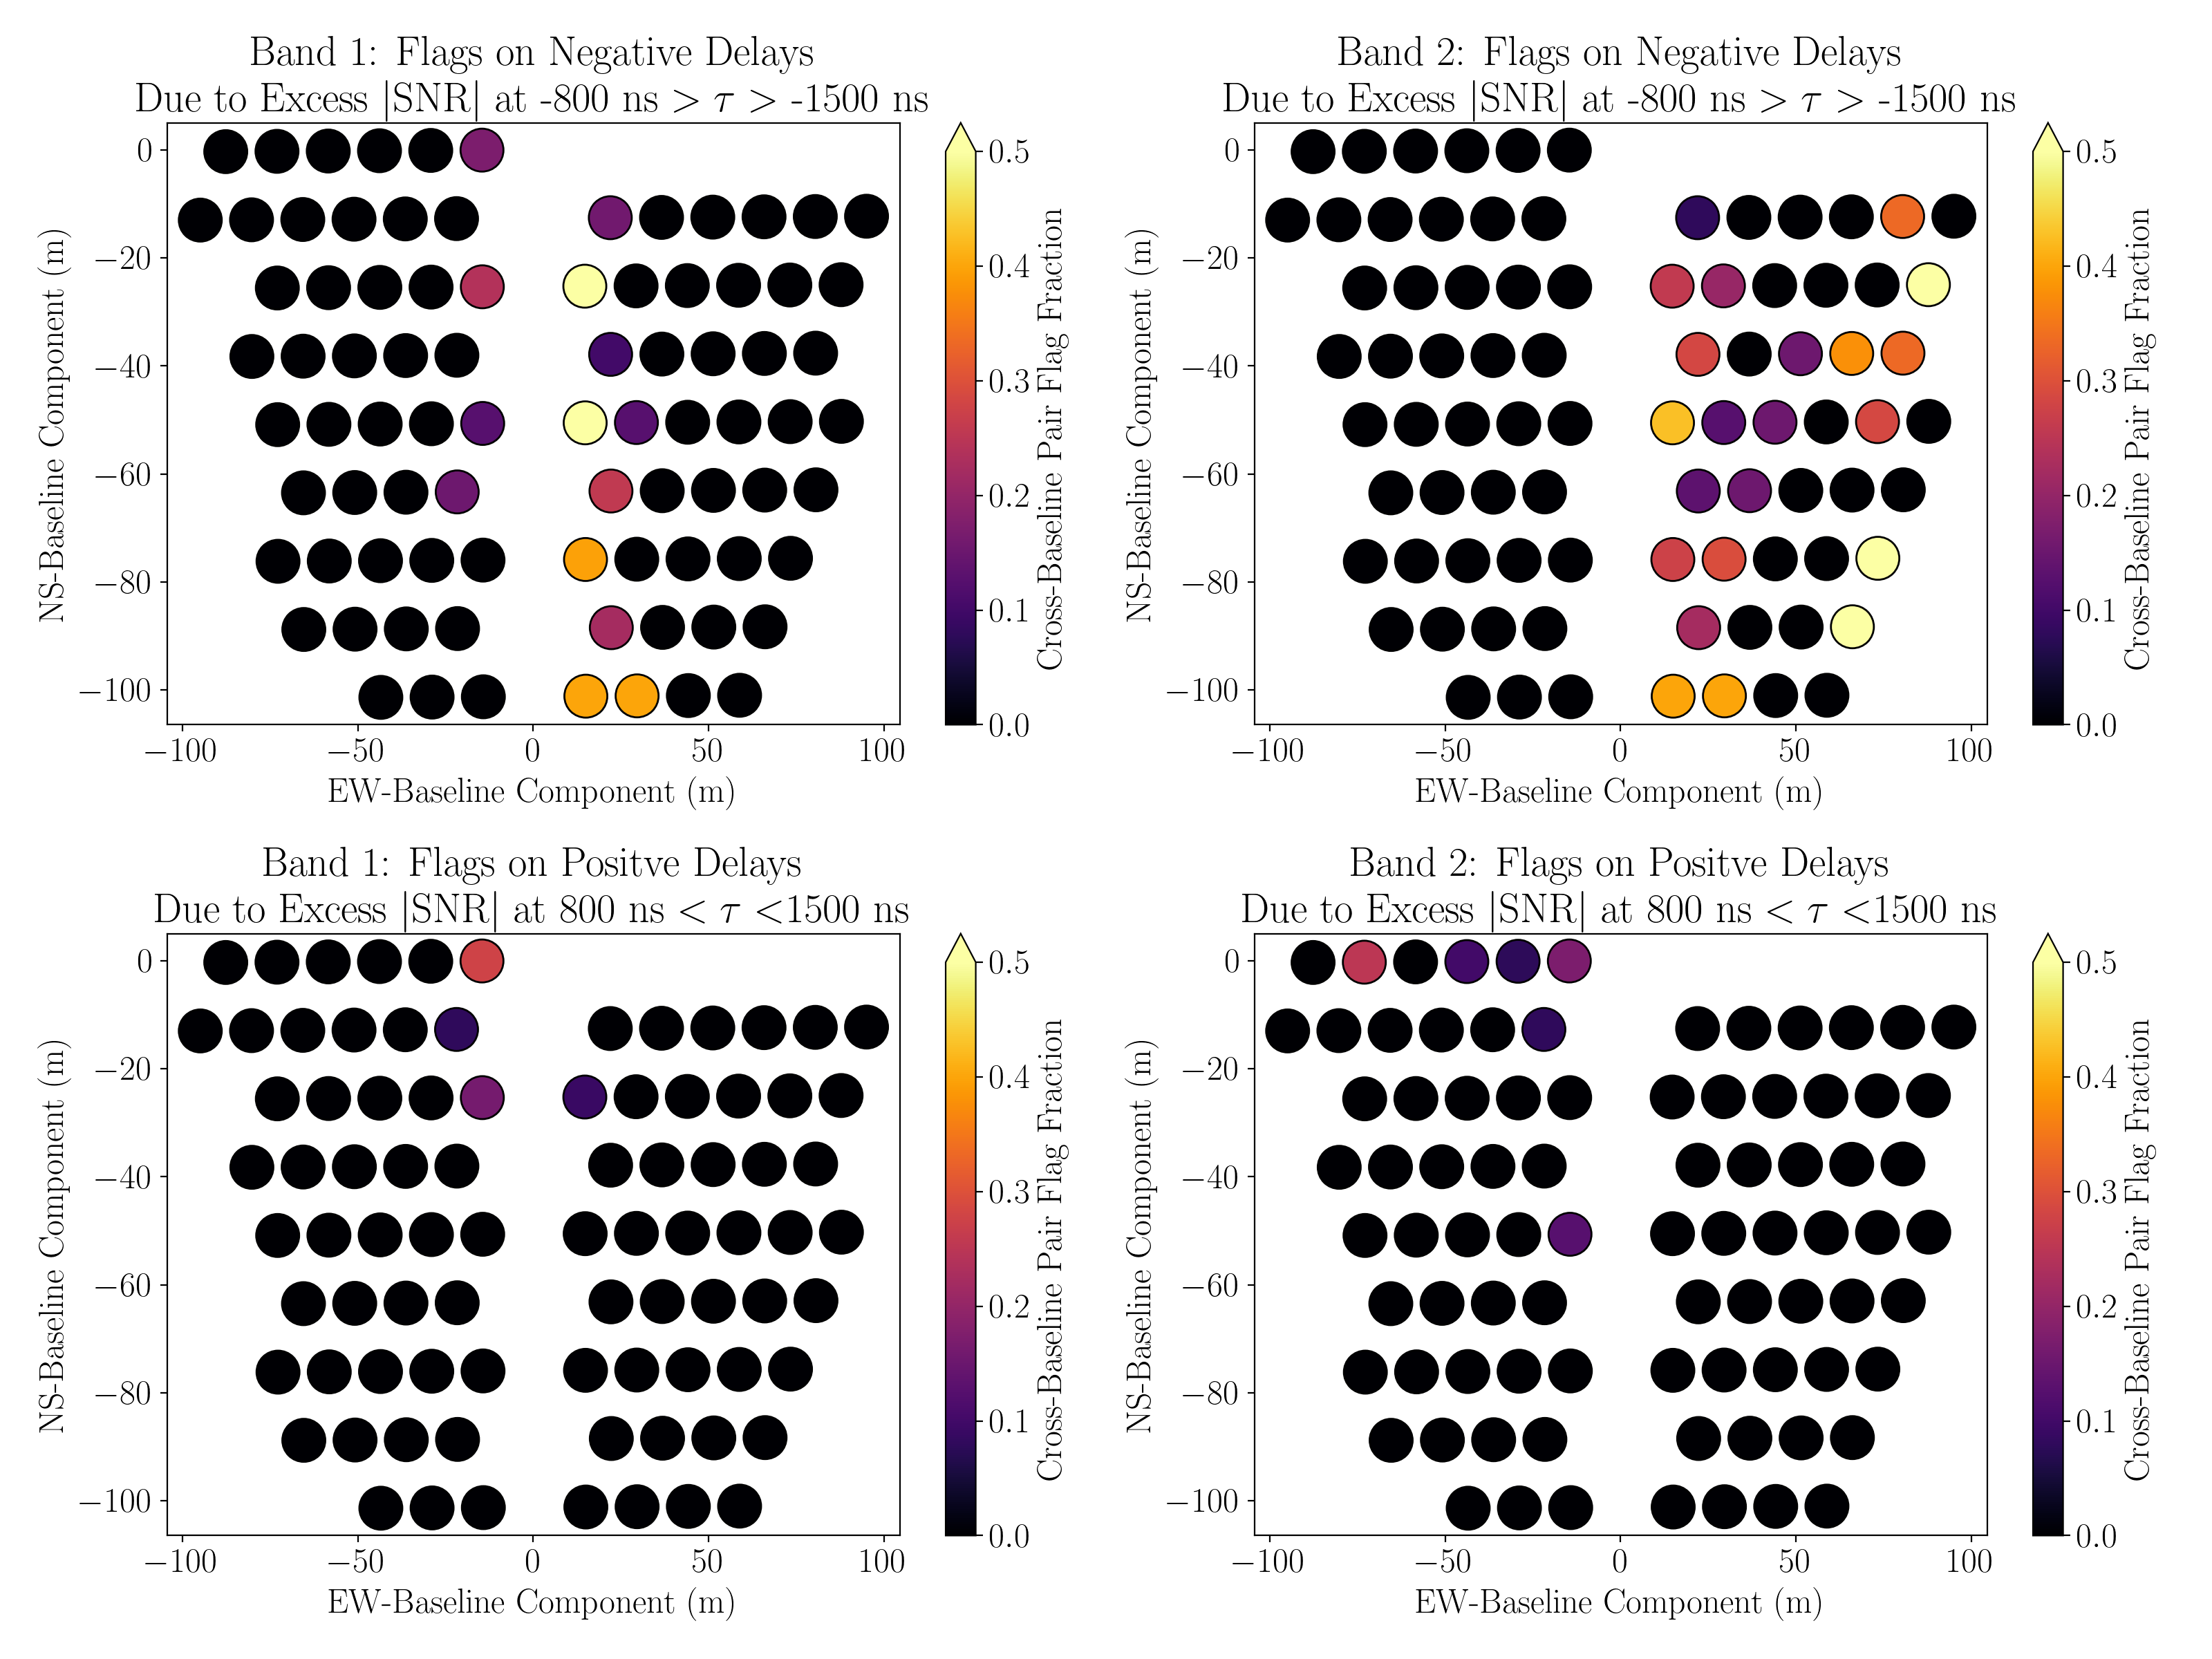 Band 1: Flags on Negative Delays
Due to Excess |SNR| at -800 ns > τ > -1500 ns
0
−20
−40
−60
−80
−100
NS-Baseline Component (m)
−100 −50 0 50 100
EW-Baseline Component (m)
0.5
0.4
0.3
0.2
0.1
0.0
Cross-Baseline Pair Flag Fraction
Band 2: Flags on Negative Delays
Due to Excess |SNR| at -800 ns > τ > -1500 ns
0
−20
−40
−60
−80
−100
NS-Baseline Component (m)
−100 −50 0 50 100
EW-Baseline Component (m)
0.5
0.4
0.3
0.2
0.1
0.0
Cross-Baseline Pair Flag Fraction
Band 1: Flags on Positve Delays
Due to Excess |SNR| at 800 ns < τ <1500 ns
0
−20
−40
−60
−80
−100
NS-Baseline Component (m)
−100 −50 0 50 100
EW-Baseline Component (m)
0.5
0.4
0.3
0.2
0.1
0.0
Cross-Baseline Pair Flag Fraction
Band 2: Flags on Positve Delays
Due to Excess |SNR| at 800 ns < τ <1500 ns
0
−20
−40
−60
−80
−100
NS-Baseline Component (m)
−100 −50 0 50 100
EW-Baseline Component (m)
0.5
0.4
0.3
0.2
0.1
0.0
Cross-Baseline Pair Flag Fraction